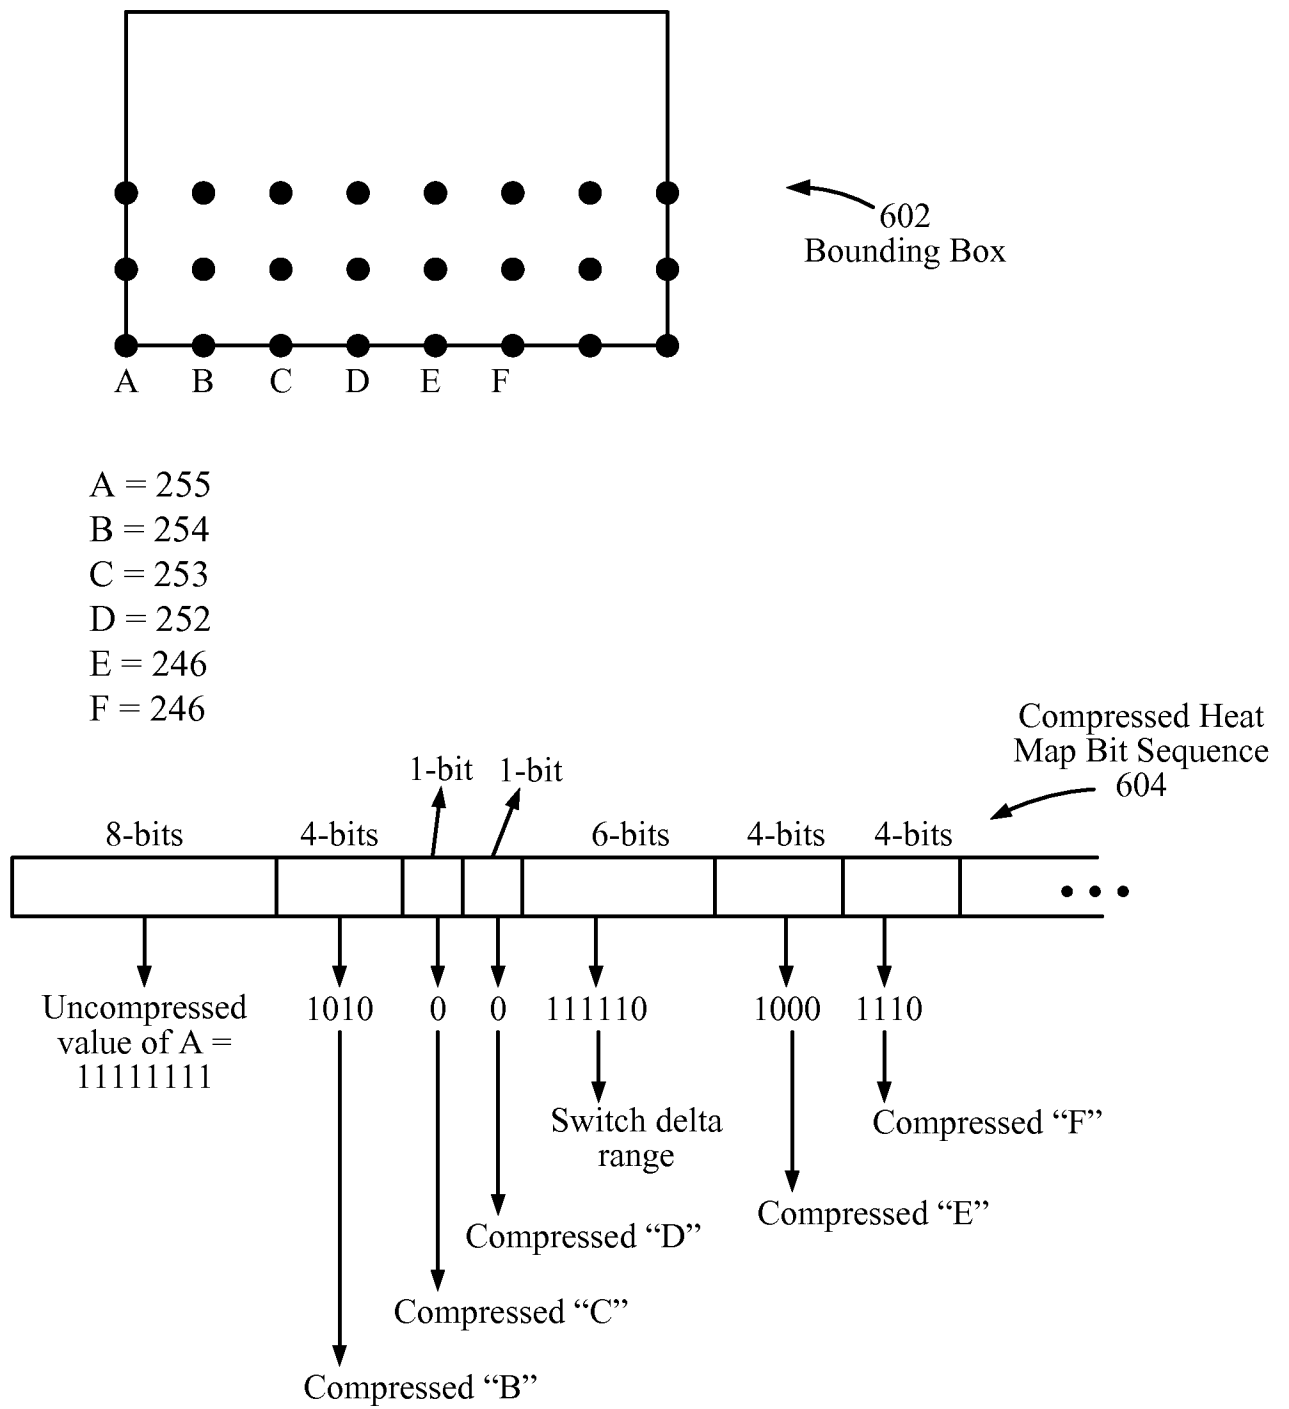 602
Bounding Box
A B C D E F
A = 255
B = 254
C = 253
D = 252
E = 246
F = 246
Compressed Heat
Map Bit Sequence
604
1-bit 1-bit
8-bits 4-bits 6-bits 4-bits 4-bits
Uncompressed
value of A =
11111111
1010 0 0 111110 1000 1110
Switch delta
range
Compressed “F”
Compressed “E”
Compressed “D”
Compressed “C”
Compressed “B”